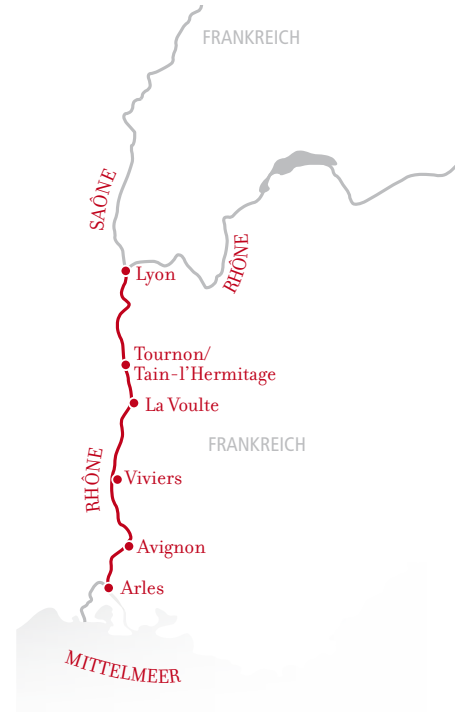 FRANKREICH
SAÔNE
RHÔNE
Lyon
Tournon/
Tain-l’Hermitage
La Voulte
FRANKREICH
RHÔNE
Viviers
Avignon
Arles
MITTELMEER